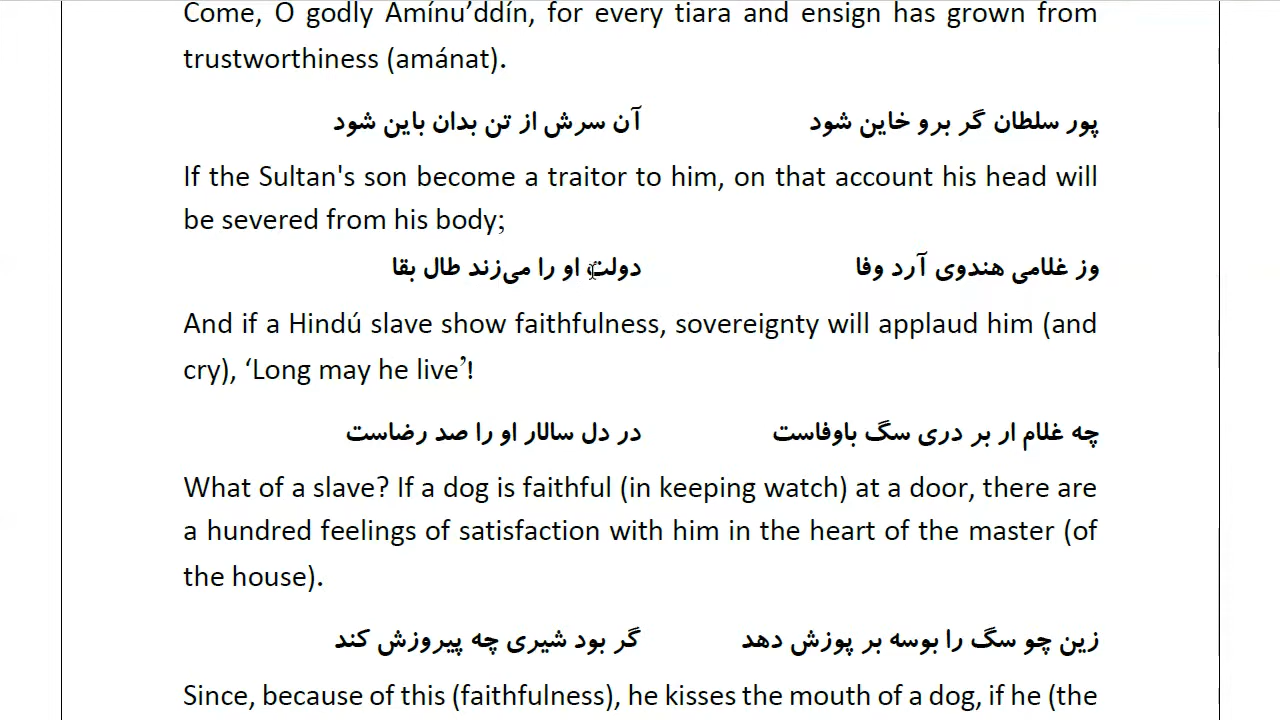 Come, O godly Amínu’ddín, for every tiara and ensign has grown from
trustworthiness (amánat).
پور سلطان گر برو خاین شود آن سرش از تن بدان باین شود
If the Sultan's son become a traitor to him, on that account his head will
be severed from his body;
وز غلامی هندوی آرد وفا دولت او را می‌زند طال بقا
And if a Hindú slave show faithfulness, sovereignty will applaud him (and
cry), ‘Long may he live’!
چه غلام ار بر دری سگ باوفاست در دل سالار او را صد رضاست
What of a slave? If a dog is faithful (in keeping watch) at a door, there are
a hundred feelings of satisfaction with him in the heart of the master (of
the house).
زین چو سگ را بوسه بر پوزش دهد گر بود شیری چه پیروزش کند
Since, because of this (faithfulness), he kisses the mouth of a dog, if he (the